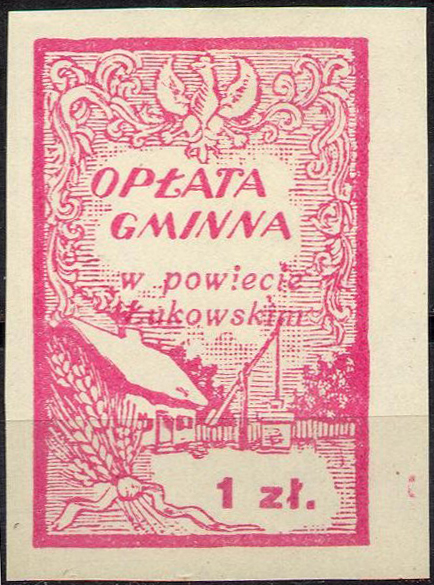 OPŁATA
GMINNA
w powiecie
Łukowskim
1 zł.